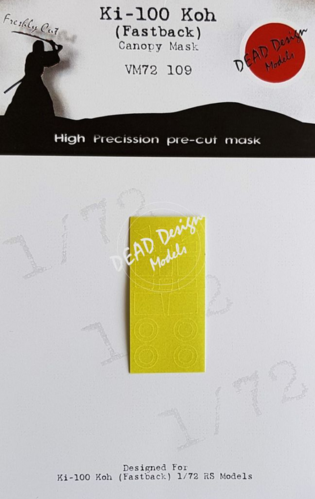 Freshly Cut
Ki-100 Koh
(Fastback)
Canopy Mask
VM72 109
DEAD Design
Models
High Precission pre-cut mask
1/72
DEAD Design
Models
1/72
1/72
Designed For
Ki-100 Koh (Fastback) 1/72 RS Models